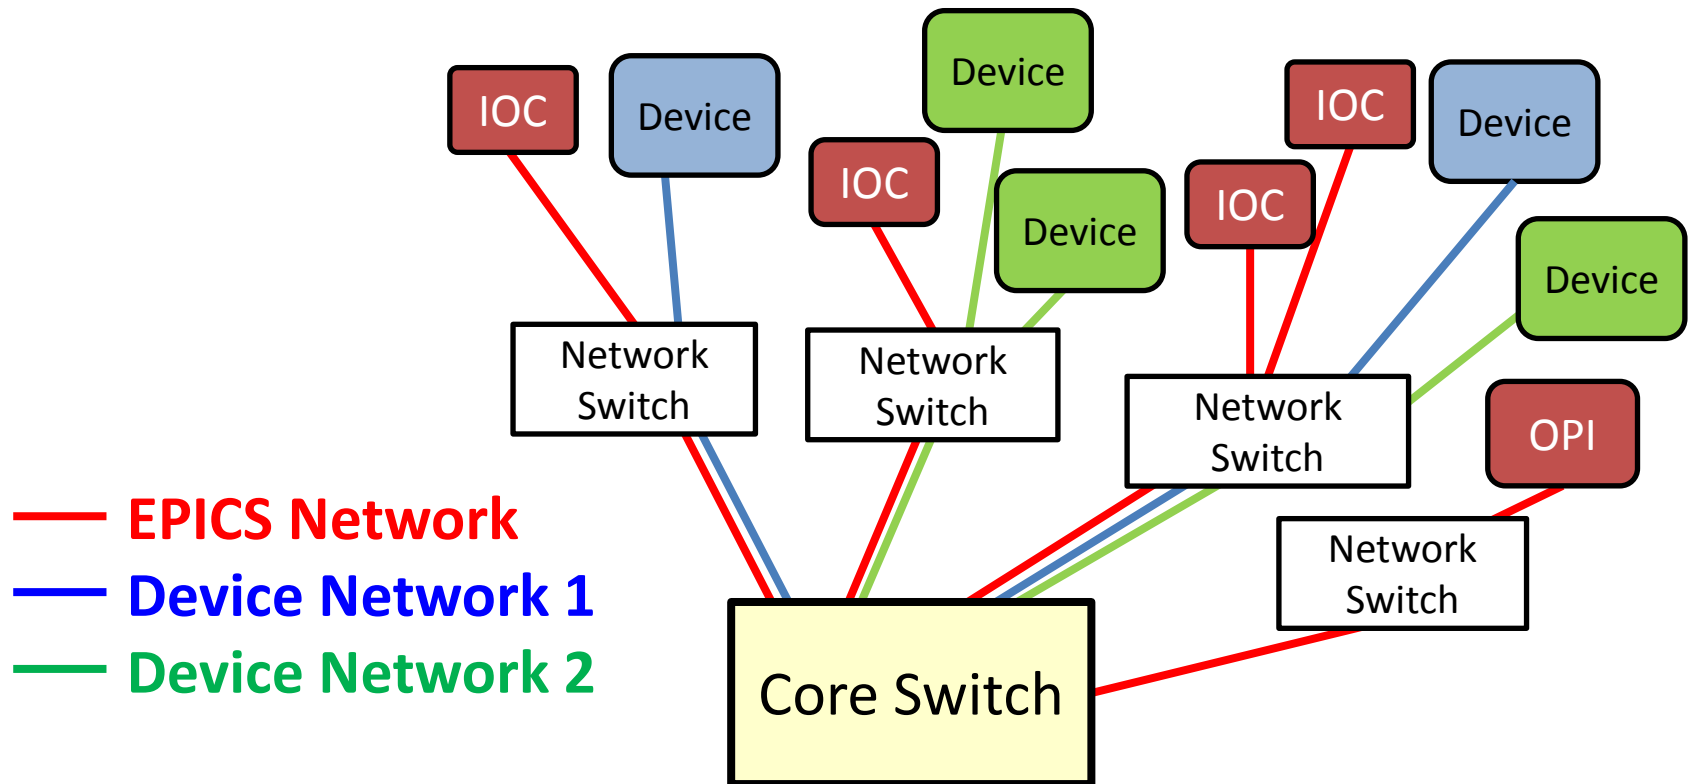 Device
IOC
Device
IOC
IOC
Device
IOC
IOC
Device
Device
Network
Switch
Network
Switch
Network
Switch
OPI
EPICS Network
Network
Switch
Device Network 1
Device Network 2
Core Switch